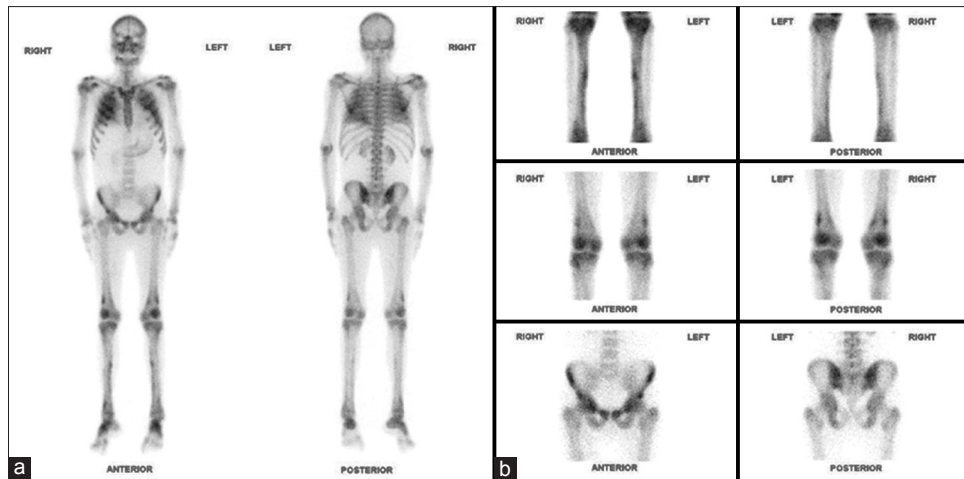 RIGHT LEFT LEFT RIGHT
ANTERIOR POSTERIOR
a
RIGHT LEFT
ANTERIOR
LEFT RIGHT
POSTERIOR
RIGHT LEFT
ANTERIOR
LEFT RIGHT
POSTERIOR
RIGHT LEFT
ANTERIOR
LEFT RIGHT
POSTERIOR
b